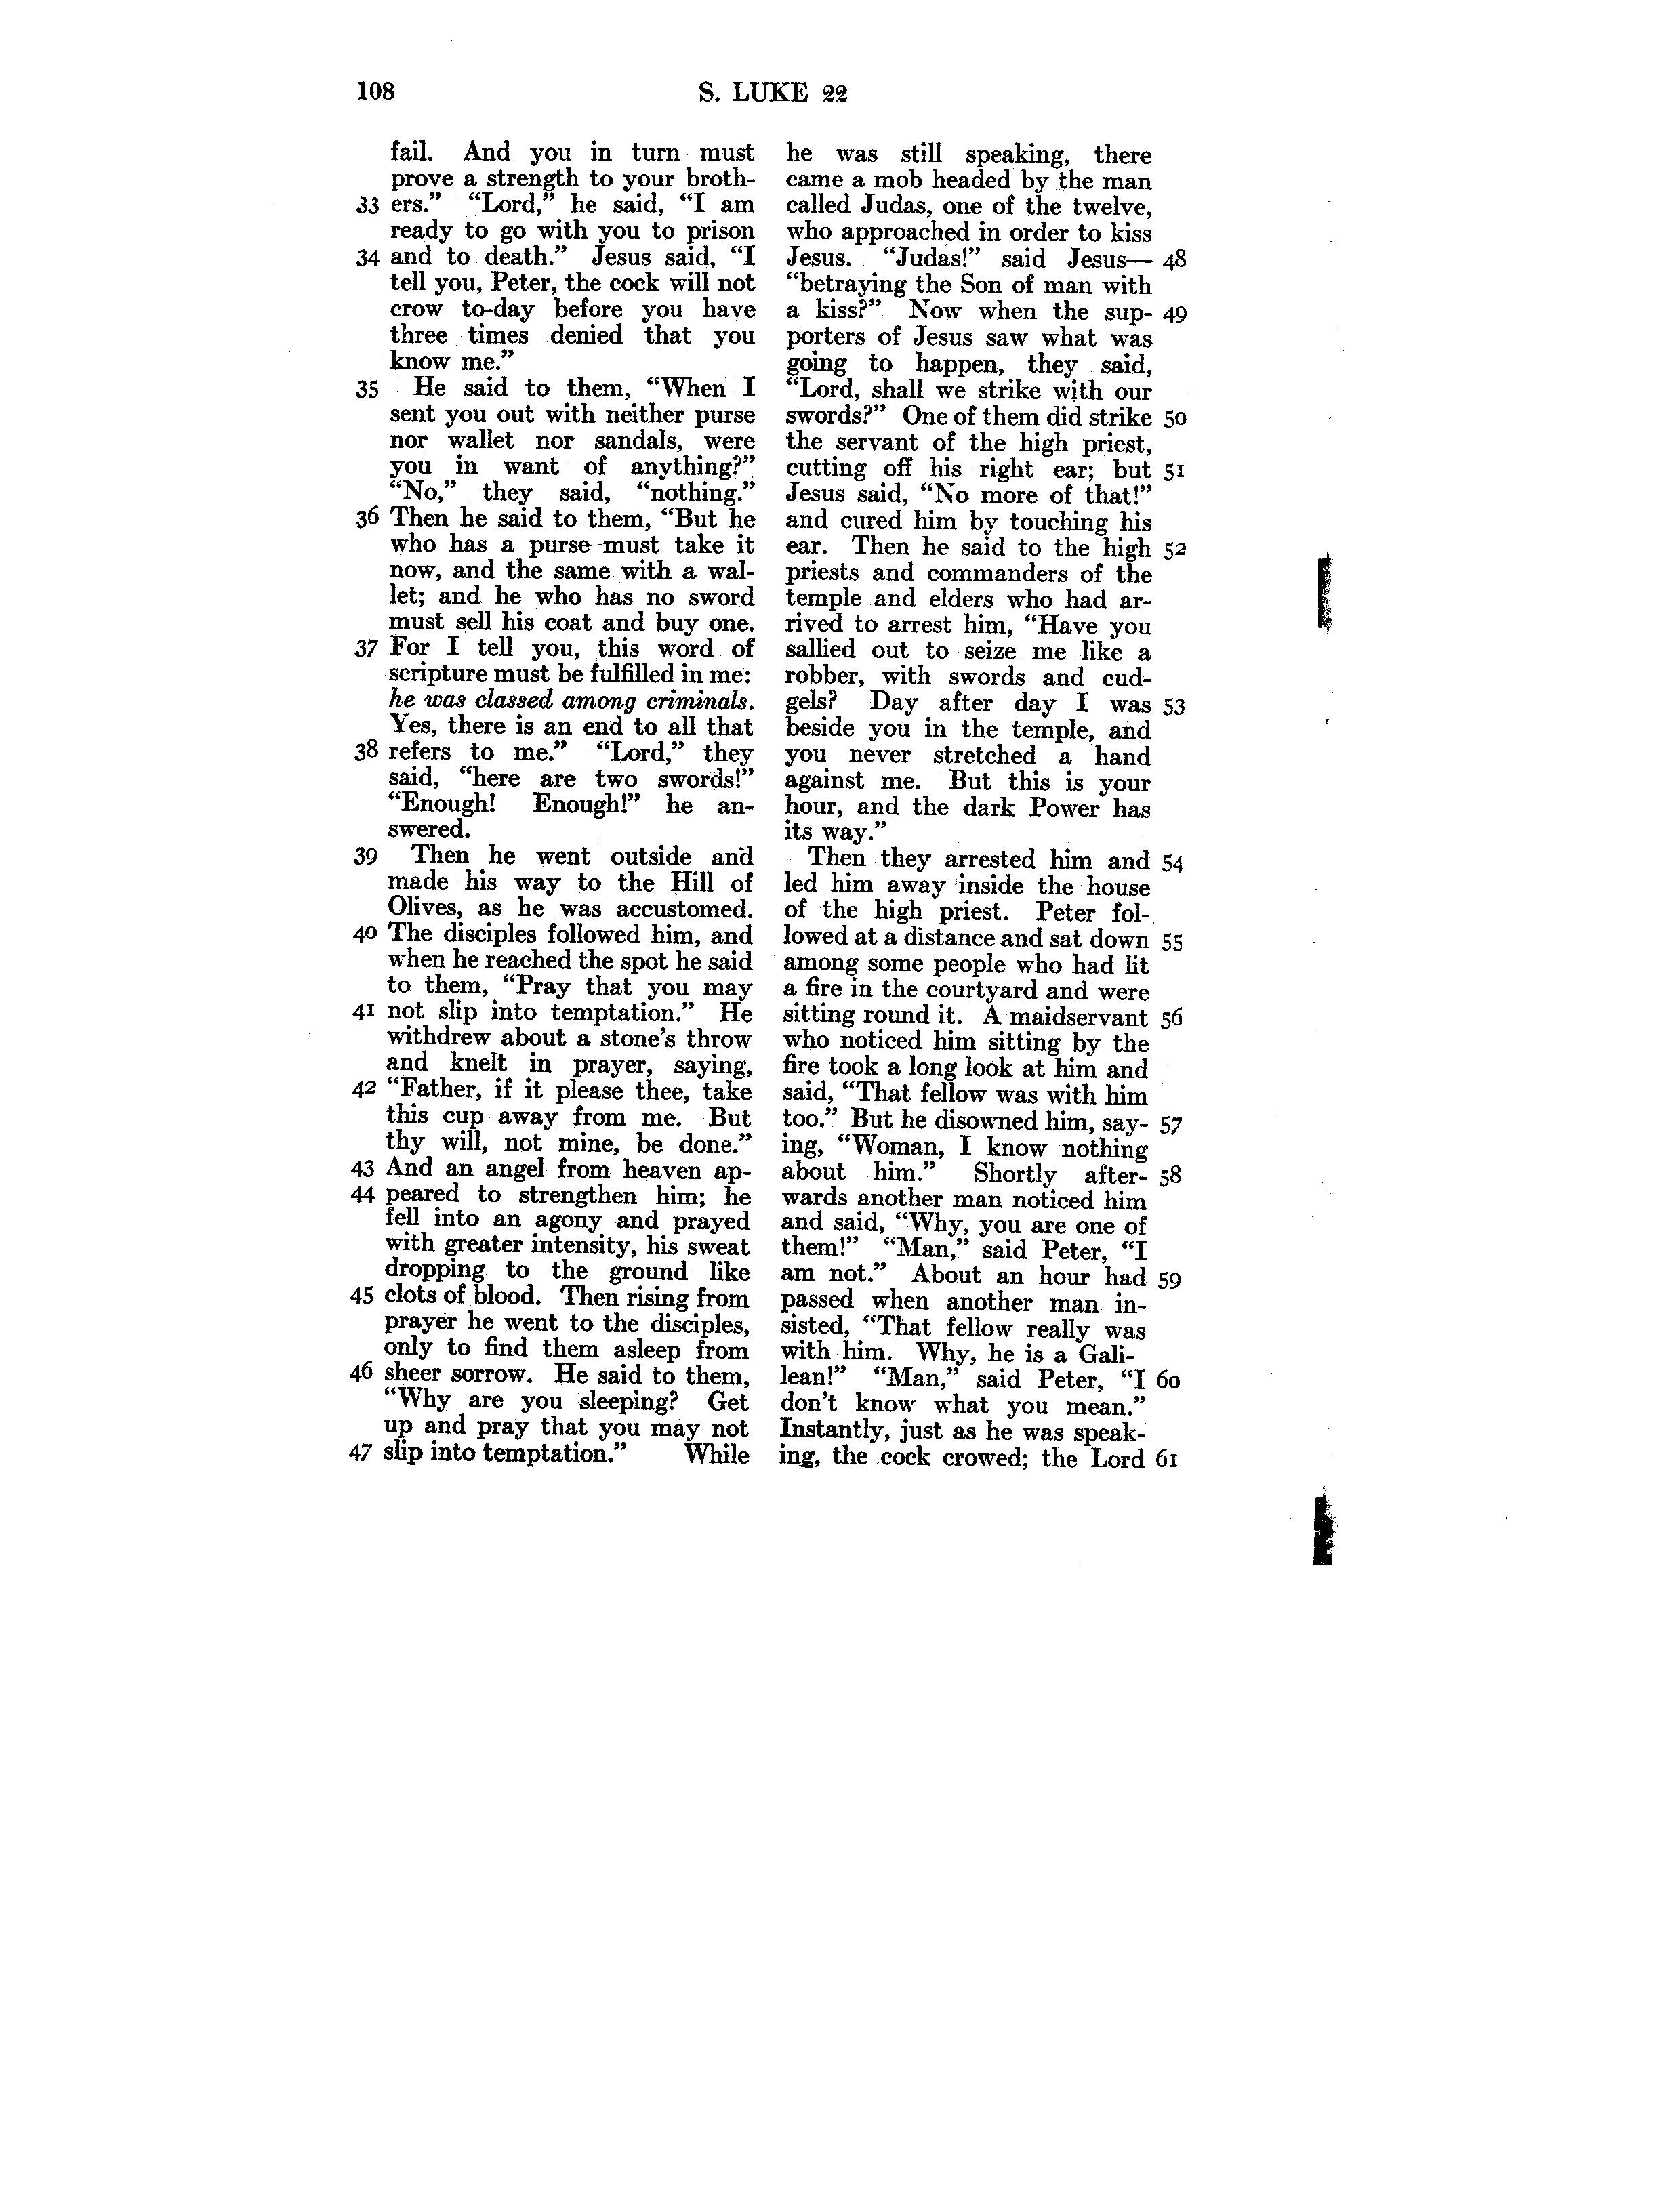 108 S. LUKE 22
fail. And you in turn must
prove a strength to your broth-
33 ers.” “Lord,” he said, “I am
ready to go with you to prison
34 and to death.” Jesus said, “I
tell you, Peter, the cock will not
crow to-day before you have
three times denied that you
know me.”
35 He said to them, “When I
sent you out with neither purse
nor wallet nor sandals, were
you in want of anything?”
“No,” they said, “nothing.”
36 Then he said to them, “But he
who has a purse must take it
now, and the same with a wal-
let; and he who has no sword
must sell his coat and buy one.
37 For I tell you, this word of
scripture must be fulfilled in me:
he was classed among criminals.
Yes, there is an end to all that
38 refers to me.” “Lord,” they
said, “here are two swords!”
“Enough! Enough!” he an-
swered.
39 Then he went outside and
made his way to the Hill of
Olives, as he was accustomed.
40 The disciples followed him, and
when he reached the spot he said
to them, “Pray that you may
41 not slip into temptation.” He
withdrew about a stone’s throw
and knelt in prayer, saying,
42 “Father, if it please thee, take
this cup away from me. But
thy will, not mine, be done.”
43 And an angel from heaven ap-
44 peared to strengthen him; he
fell into an agony and prayed
with greater intensity, his sweat
dropping to the ground like
45 clots of blood. Then rising from
prayer he went to the disciples,
only to find them asleep from
46 sheer sorrow. He said to them,
“Why are you sleeping? Get
up and pray that you may not
47 slip into temptation.” While
he was still speaking, there
came a mob headed by the man
called Judas, one of the twelve,
who approached in order to kiss
Jesus. “Judas!” said Jesus— 48
“betraying the Son of man with
a kiss?” Now when the sup- 49
porters of Jesus saw what was
going to happen, they said,
“Lord, shall we strike with our
swords?” One of them did strike 50
the servant of the high priest,
cutting off his right ear; but 51
Jesus said, “No more of that!”
and cured him by touching his
ear. Then he said to the high 52
priests and commanders of the
temple and elders who had ar-
rived to arrest him, “Have you
sallied out to seize me like a
robber, with swords and cud-
gels? Day after day I was 53
beside you in the temple, and
you never stretched a hand
against me. But this is your
hour, and the dark Power has
its way.”
Then they arrested him and 54
led him away inside the house
of the high priest. Peter fol-
lowed at a distance and sat down 55
among some people who had lit
a fire in the courtyard and were
sitting round it. A maidservant 56
who noticed him sitting by the
fire took a long look at him and
said, “That fellow was with him
too.” But he disowned him, say- 57
ing, “Woman, I know nothing
about him.” Shortly after- 58
wards another man noticed him
and said, “Why, you are one of
them!” “Man,” said Peter, “I
am not.” About an hour had 59
passed when another man in-
sisted, “That fellow really was
with him. Why, he is a Gali-
lean!” “Man,” said Peter, “I 60
don’t know what you mean.”
Instantly, just as he was speak-
ing, the cock crowed; the Lord 61